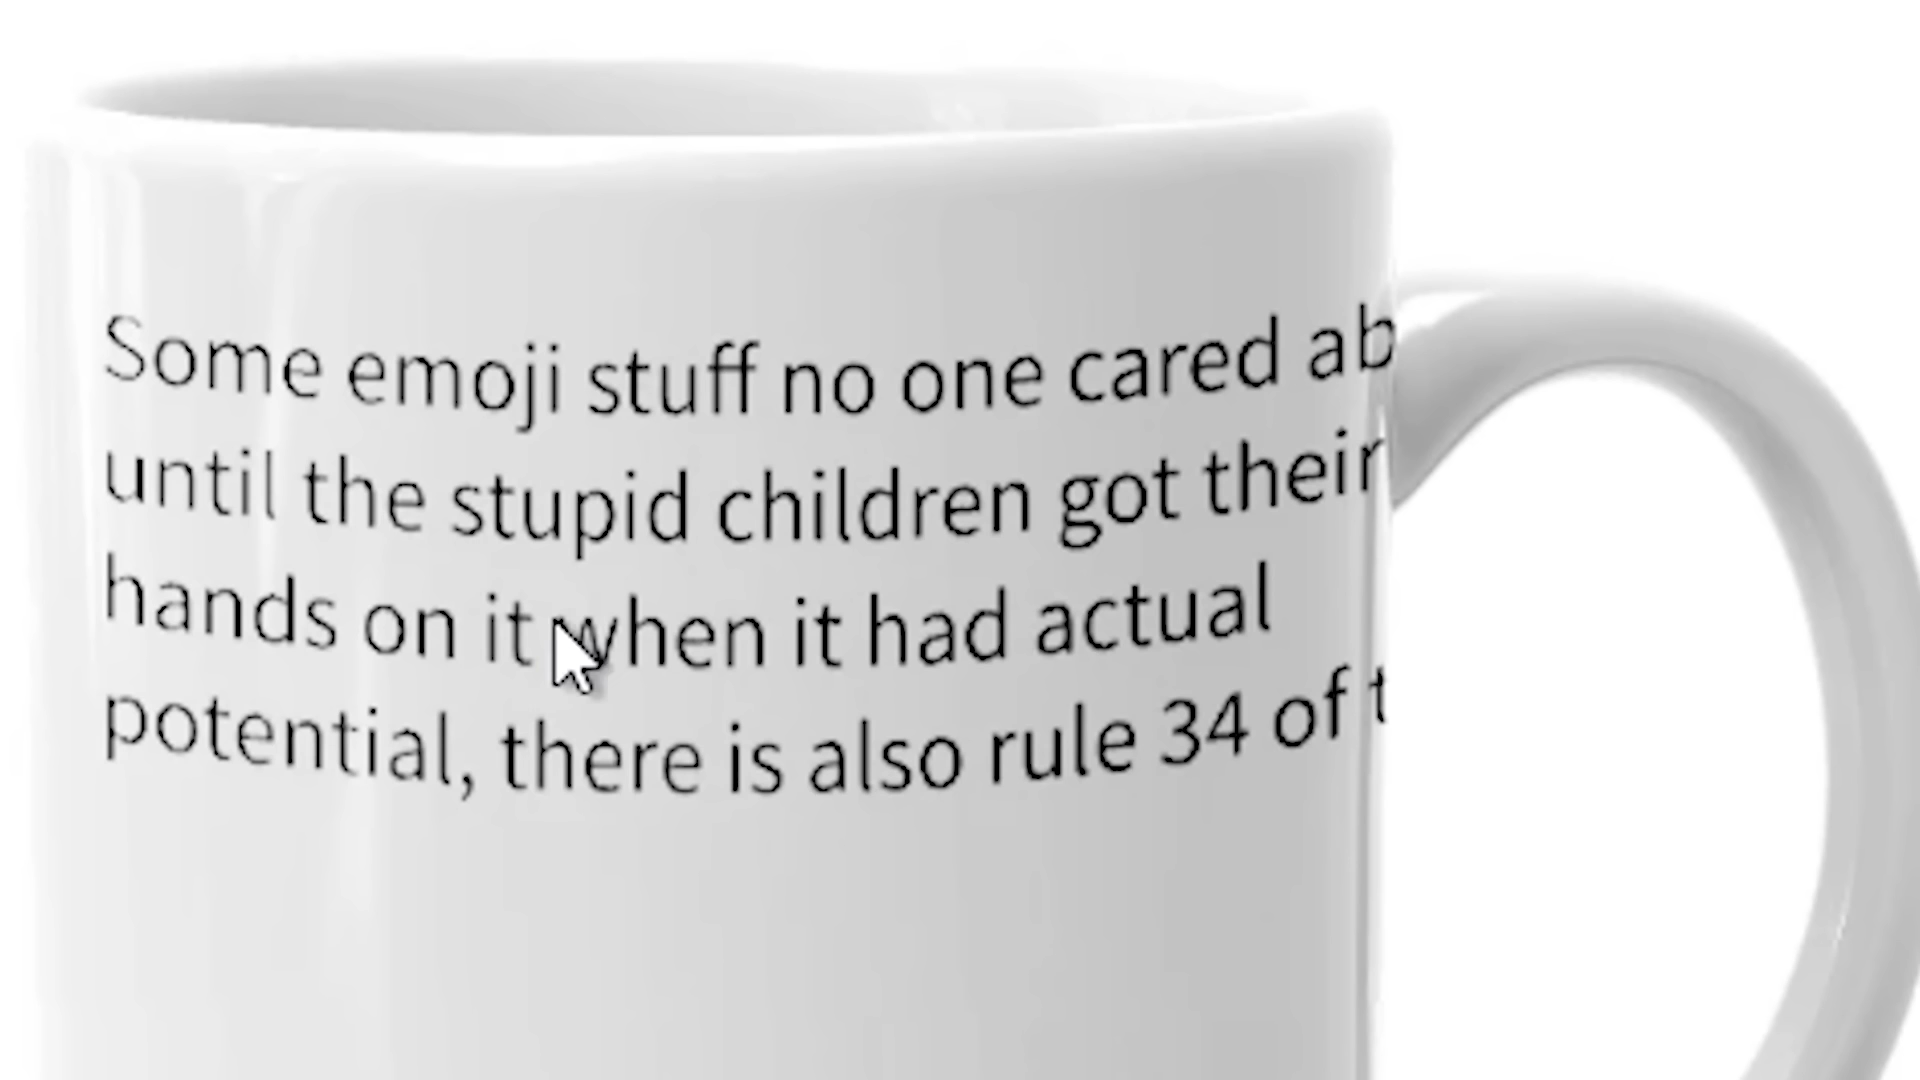 Some emoji stuff no one cared ab
until the stupid children got their
hands on it when it had actual
potential, there is also rule 34 of t